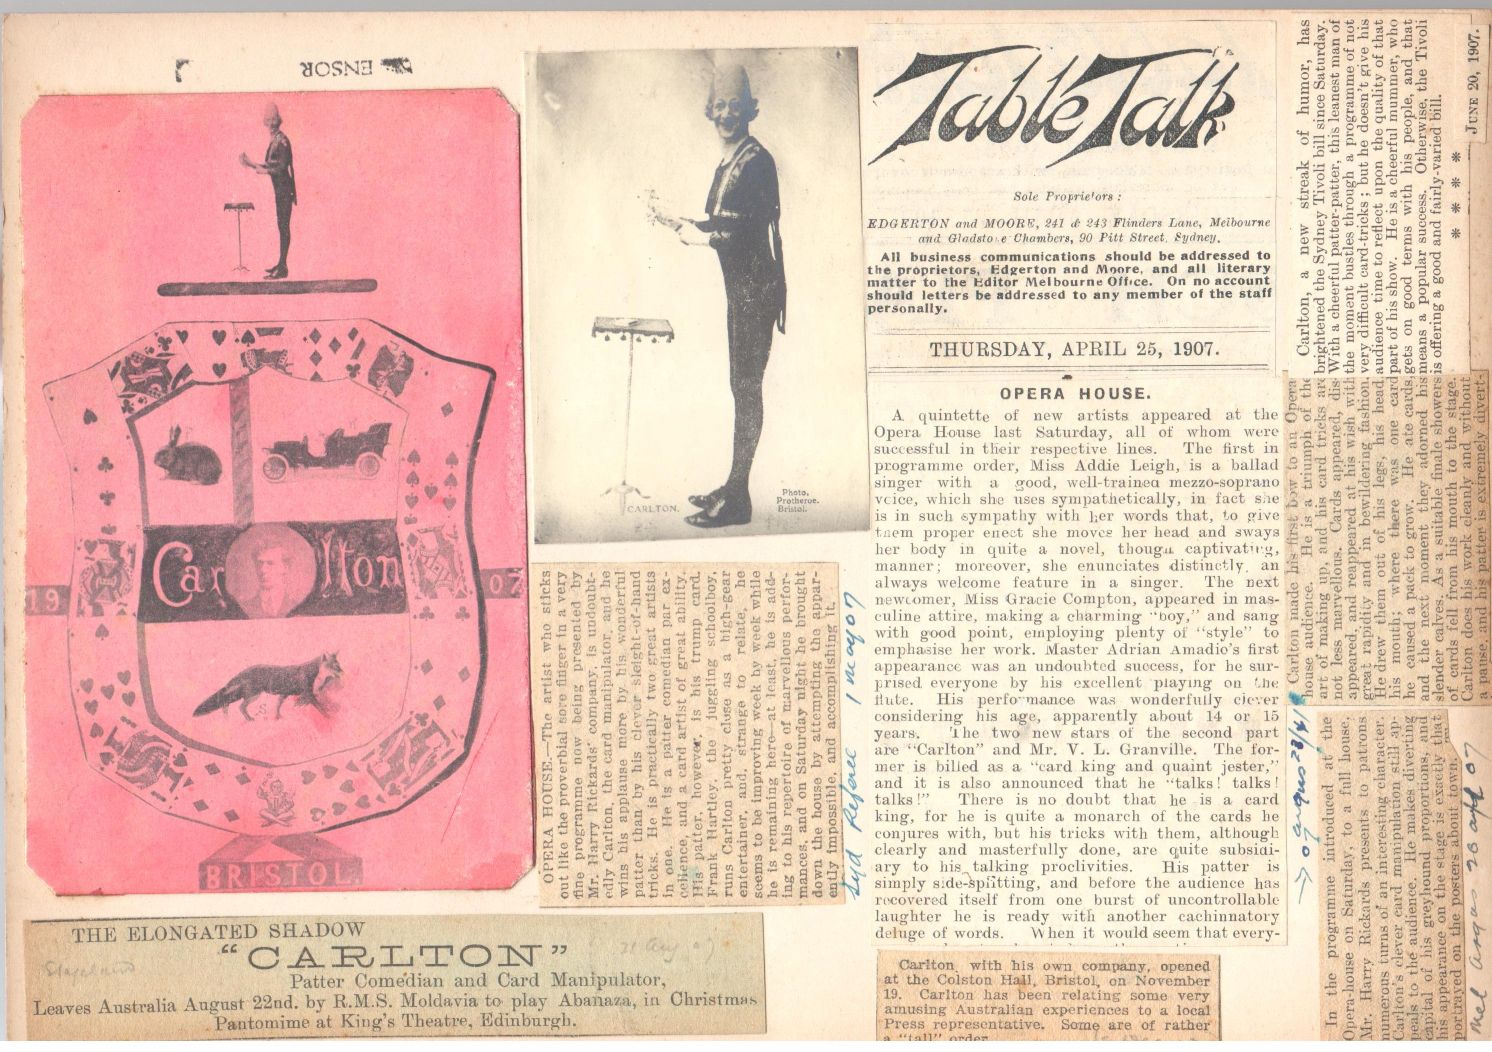 ENSOR
Carlton
19 07
BRISTOL.
CARLTON.
Photo.
Protheroe.
Bristol.
THE ELONGATED SHADOW
"CARLTON"
Patter Comedian and Card Manipulator,
Leaves Australia August 22nd. by R.M.S. Moldavia to play Abanaza, in Christmas
Pantomime at King's Theatre, Edinburgh.
OPERA HOUSE.—The artist who sticks
out like the proverbial sore finger in a very
fine programme now being presented by
Mr. Harry Rickards' company, is undoubt-
edly Carlton, the card manipulator, and he
wins his applause more by his wonderful
patter than by his clever sleight-of-hand
tricks. He is practically two great artists
in one. He is a patter comedian par ex-
cellence, and a card artist of great ability.
His patter, however, is his trump card.
Frank Hartley, the juggling schoolboy,
runs Carlton pretty close as a high-gear
entertainer, and, strange to relate, he
seems to be improving week by week while
he is remaining here—at least, he is add-
ing to his repertoire of marvellous perfor-
mances, and on Saturday night he brought
down the house by attempting the appar-
ently impossible, and accomplishing it.
Syd Referee 1 May 07
Table Talk
Sole Proprietors:
EDGERTON and MOORE, 241 & 243 Flinders Lane, Melbourne
and Gladstone Chambers, 90 Pitt Street, Sydney.
All business communications should be addressed to
the proprietors, Edgerton and Moore, and all literary
matter to the Editor Melbourne Office. On no account
should letters be addressed to any member of the staff
personally.
THURSDAY, APRIL 25, 1907.
OPERA HOUSE.
A quintette of new artists appeared at the
Opera House last Saturday, all of whom were
successful in their respective lines. The first in
programme order, Miss Addie Leigh, is a ballad
singer with a good, well-trained mezzo-soprano
voice, which she uses sympathetically, in fact she
is in such sympathy with her words that, to give
them proper effect she moves her head and sways
her body in quite a novel, though captivating,
manner; moreover, she enunciates distinctly, an
always welcome feature in a singer. The next
newcomer, Miss Gracie Compton, appeared in mas-
culine attire, making a charming "boy," and sang
with good point, employing plenty of "style" to
emphasise her work. Master Adrian Amadio's first
appearance was an undoubted success, for he sur-
prised everyone by his excellent playing on the
flute. His performance was wonderfully clever
considering his age, apparently about 14 or 15
years. The two new stars of the second part
are "Carlton" and Mr. V. L. Granville. The for-
mer is billed as a "card king and quaint jester,"
and it is also announced that he "talks! talks!
talks!" There is no doubt that he is a card
king, for he is quite a monarch of the cards he
conjures with, but his tricks with them, although
clearly and masterfully done, are quite subsidi-
ary to his talking proclivities. His patter is
simply side-splitting, and before the audience has
recovered itself from one burst of uncontrollable
laughter he is ready with another cachinnatory
deluge of words. When it would seem that every-
Carlton, with his own company, opened
at the Colston Hall, Bristol, on November
19. Carlton has been relating some very
amusing Australian experiences to a local
Press representative. Some are of rather
a "tall" order.
Carlton, a new streak of humor, has
brightened the Sydney Tivoli bill since Saturday.
With a cheerful patter-patter, this leanest man of
the moment bustles through a programme of not
very difficult card-tricks; but he doesn't give his
audience time to reflect upon the quality of that
part of his show. He is a cheerful mummer, who
gets on good terms with his people, and that
means a popular success. Otherwise, the Tivoli
is offering a good and fairly-varied bill.
* * * *
JUNE 20, 1907.
Carlton made his first bow to an Opera
house audience. He is a triumph of the
art of making up, and his card tricks are
not less marvellous. Cards appeared, dis
appeared, and reappeared at his wish with
great rapidity and in bewildering fashion.
He drew them out of his legs, his head,
his mouth; where there was one card
he caused a pack to grow. He ate cards,
and the next moment they adorned his
slender calves. As a suitable finale showers
of cards fell from his mouth to the stage.
Carlton does his work cleanly and without
a pause, and his patter is extremely divert-
In the programme introduced at the
Opera-house on Saturday, to a full house,
Mr. Harry Rickards presents to patrons
numerous turns of an interesting character.
Carlton's clever card manipulation still ap-
peals to the audience. He makes diverting
capital of his greyhound proportions, and
his appearance on the stage is exactly that
portrayed on the posters about town.